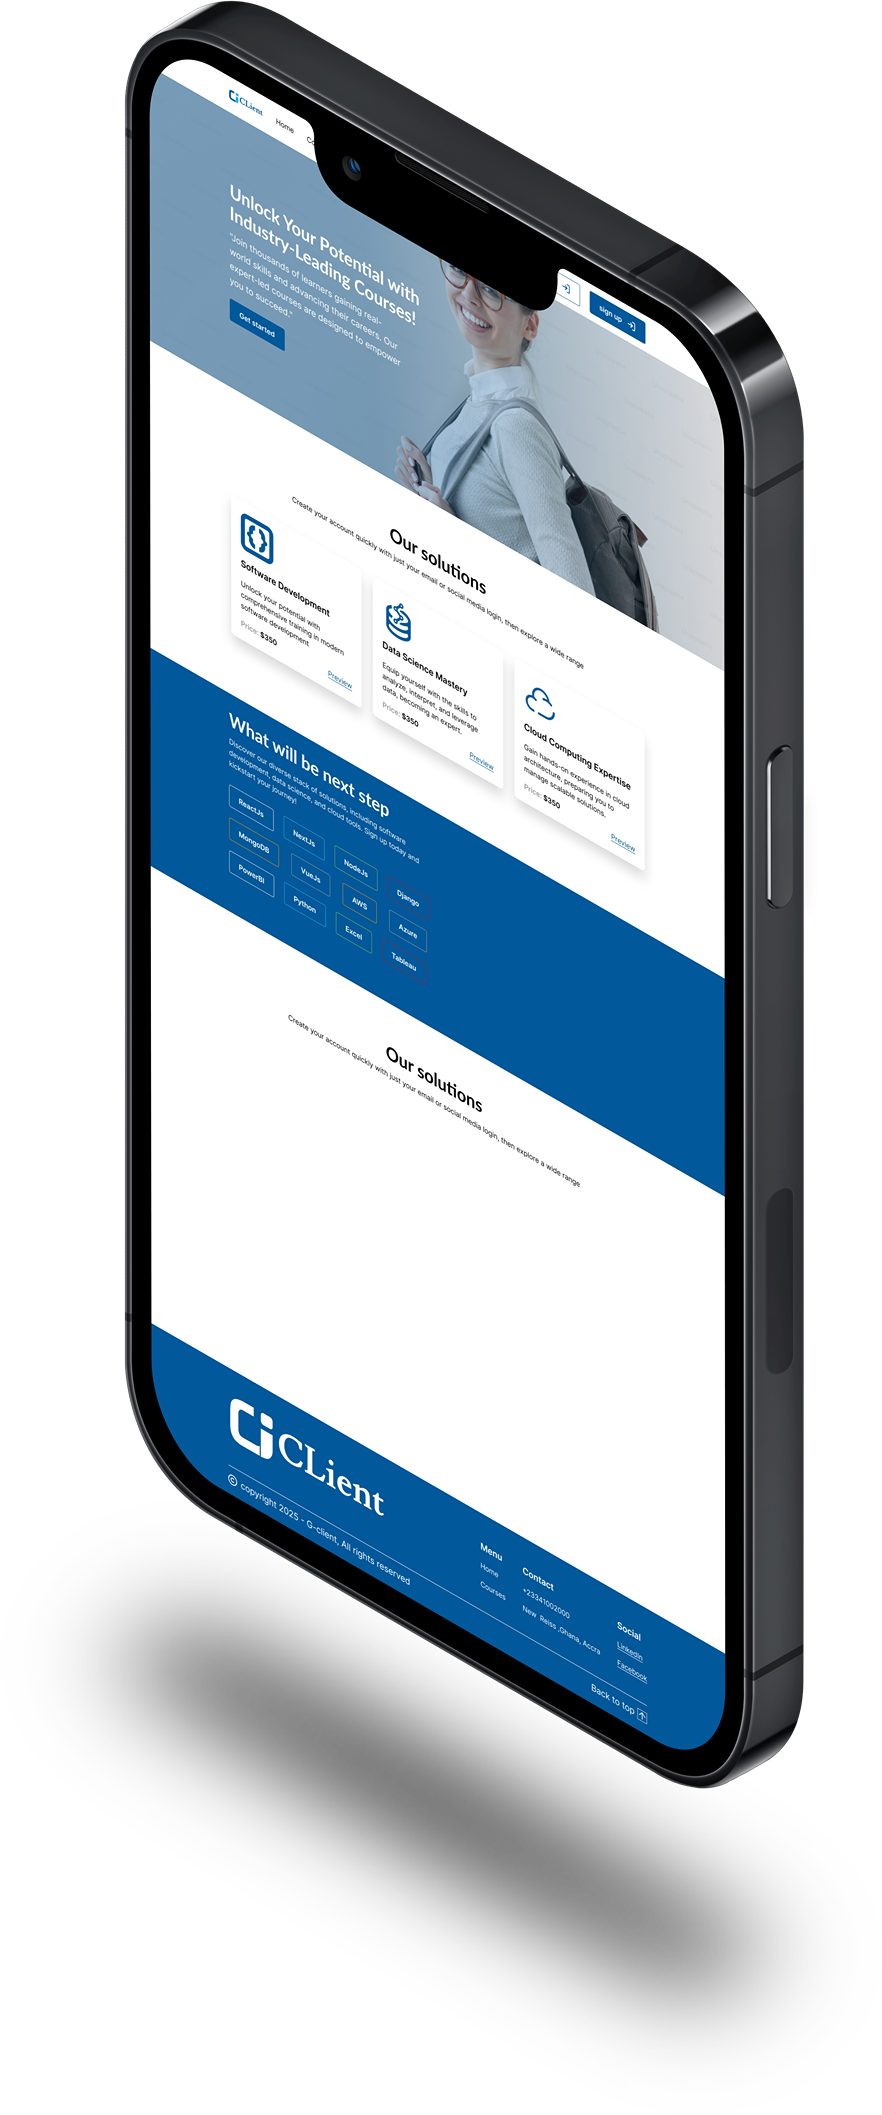 CLient
Home
Unlock Your Potential with
Industry-Leading Courses!
"Join thousands of learners gaining real-
world skills and advancing their careers. Our
expert-led courses are designed to empower
you to succeed."
Get started
sign up
Our solutions
Create your account quickly with just your email or social media login, then explore a wide range
Software Development
Unlock your potential with
comprehensive training in modern
software development
Price: $350
Preview
Data Science Mastery
Equip yourself with the skills to
analyze, interpret, and leverage
data, becoming an expert.
Price: $350
Preview
Cloud Computing Expertise
Gain hands-on experience in cloud
architecture, preparing you to
manage scalable solutions.
Price: $350
Preview
What will be next step
Discover our diverse stack of solutions, including software
development, data science, and cloud tools. Sign up today and
kickstart your journey!
ReactJs
NextJs
NodeJs
Django
MongoDB
VueJs
AWS
Azure
PowerBi
Python
Excel
Tableau
Our solutions
Create your account quickly with just your email or social media login, then explore a wide range
CLient
Menu
Home
Courses
Contact
+23341002000
New Reiss ,Ghana, Accra
Social
Linkedin
Facebook
© copyright 2025 - G-client, All rights reserved
Back to top